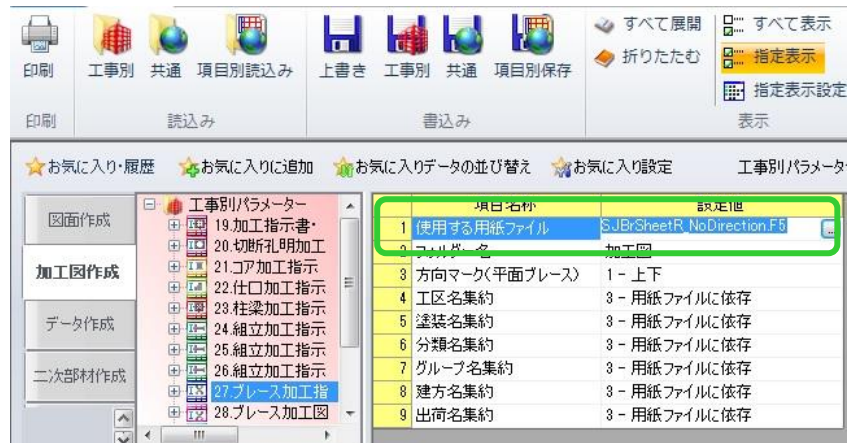 すべて展開 すべて表示
折りたたむ 指定表示
指定表示設定
印刷 工事別 共通 項目別読込み 上書き 工事別 共通 項目別保存
印刷 読込み 書込み 表示
お気に入り・履歴 お気に入りに追加 お気に入りデータの並び替え お気に入り設定 工事別パラメータ
図面作成
加工図作成
データ作成
二次部材作成
工事別パラメーター
19.加工指示書・
20.切断孔明加工
21.コア加工指示
22.仕口加工指示
23.柱梁加工指示
24.組立加工指示
25.組立加工指示
26.組立加工指示
27.ブレース加工指
28.ブレース加工図
項目名称 設定値
1 使用する用紙ファイル SJBrSheetR_NoDirection.F5 ...
2 フォルダー名 加工図
3 方向マーク(平面ブレース) 1 - 上下
4 工区名集約 3 - 用紙ファイルに依存
5 塗装名集約 3 - 用紙ファイルに依存
6 分類名集約 3 - 用紙ファイルに依存
7 グループ名集約 3 - 用紙ファイルに依存
8 建方名集約 3 - 用紙ファイルに依存
9 出荷名集約 3 - 用紙ファイルに依存